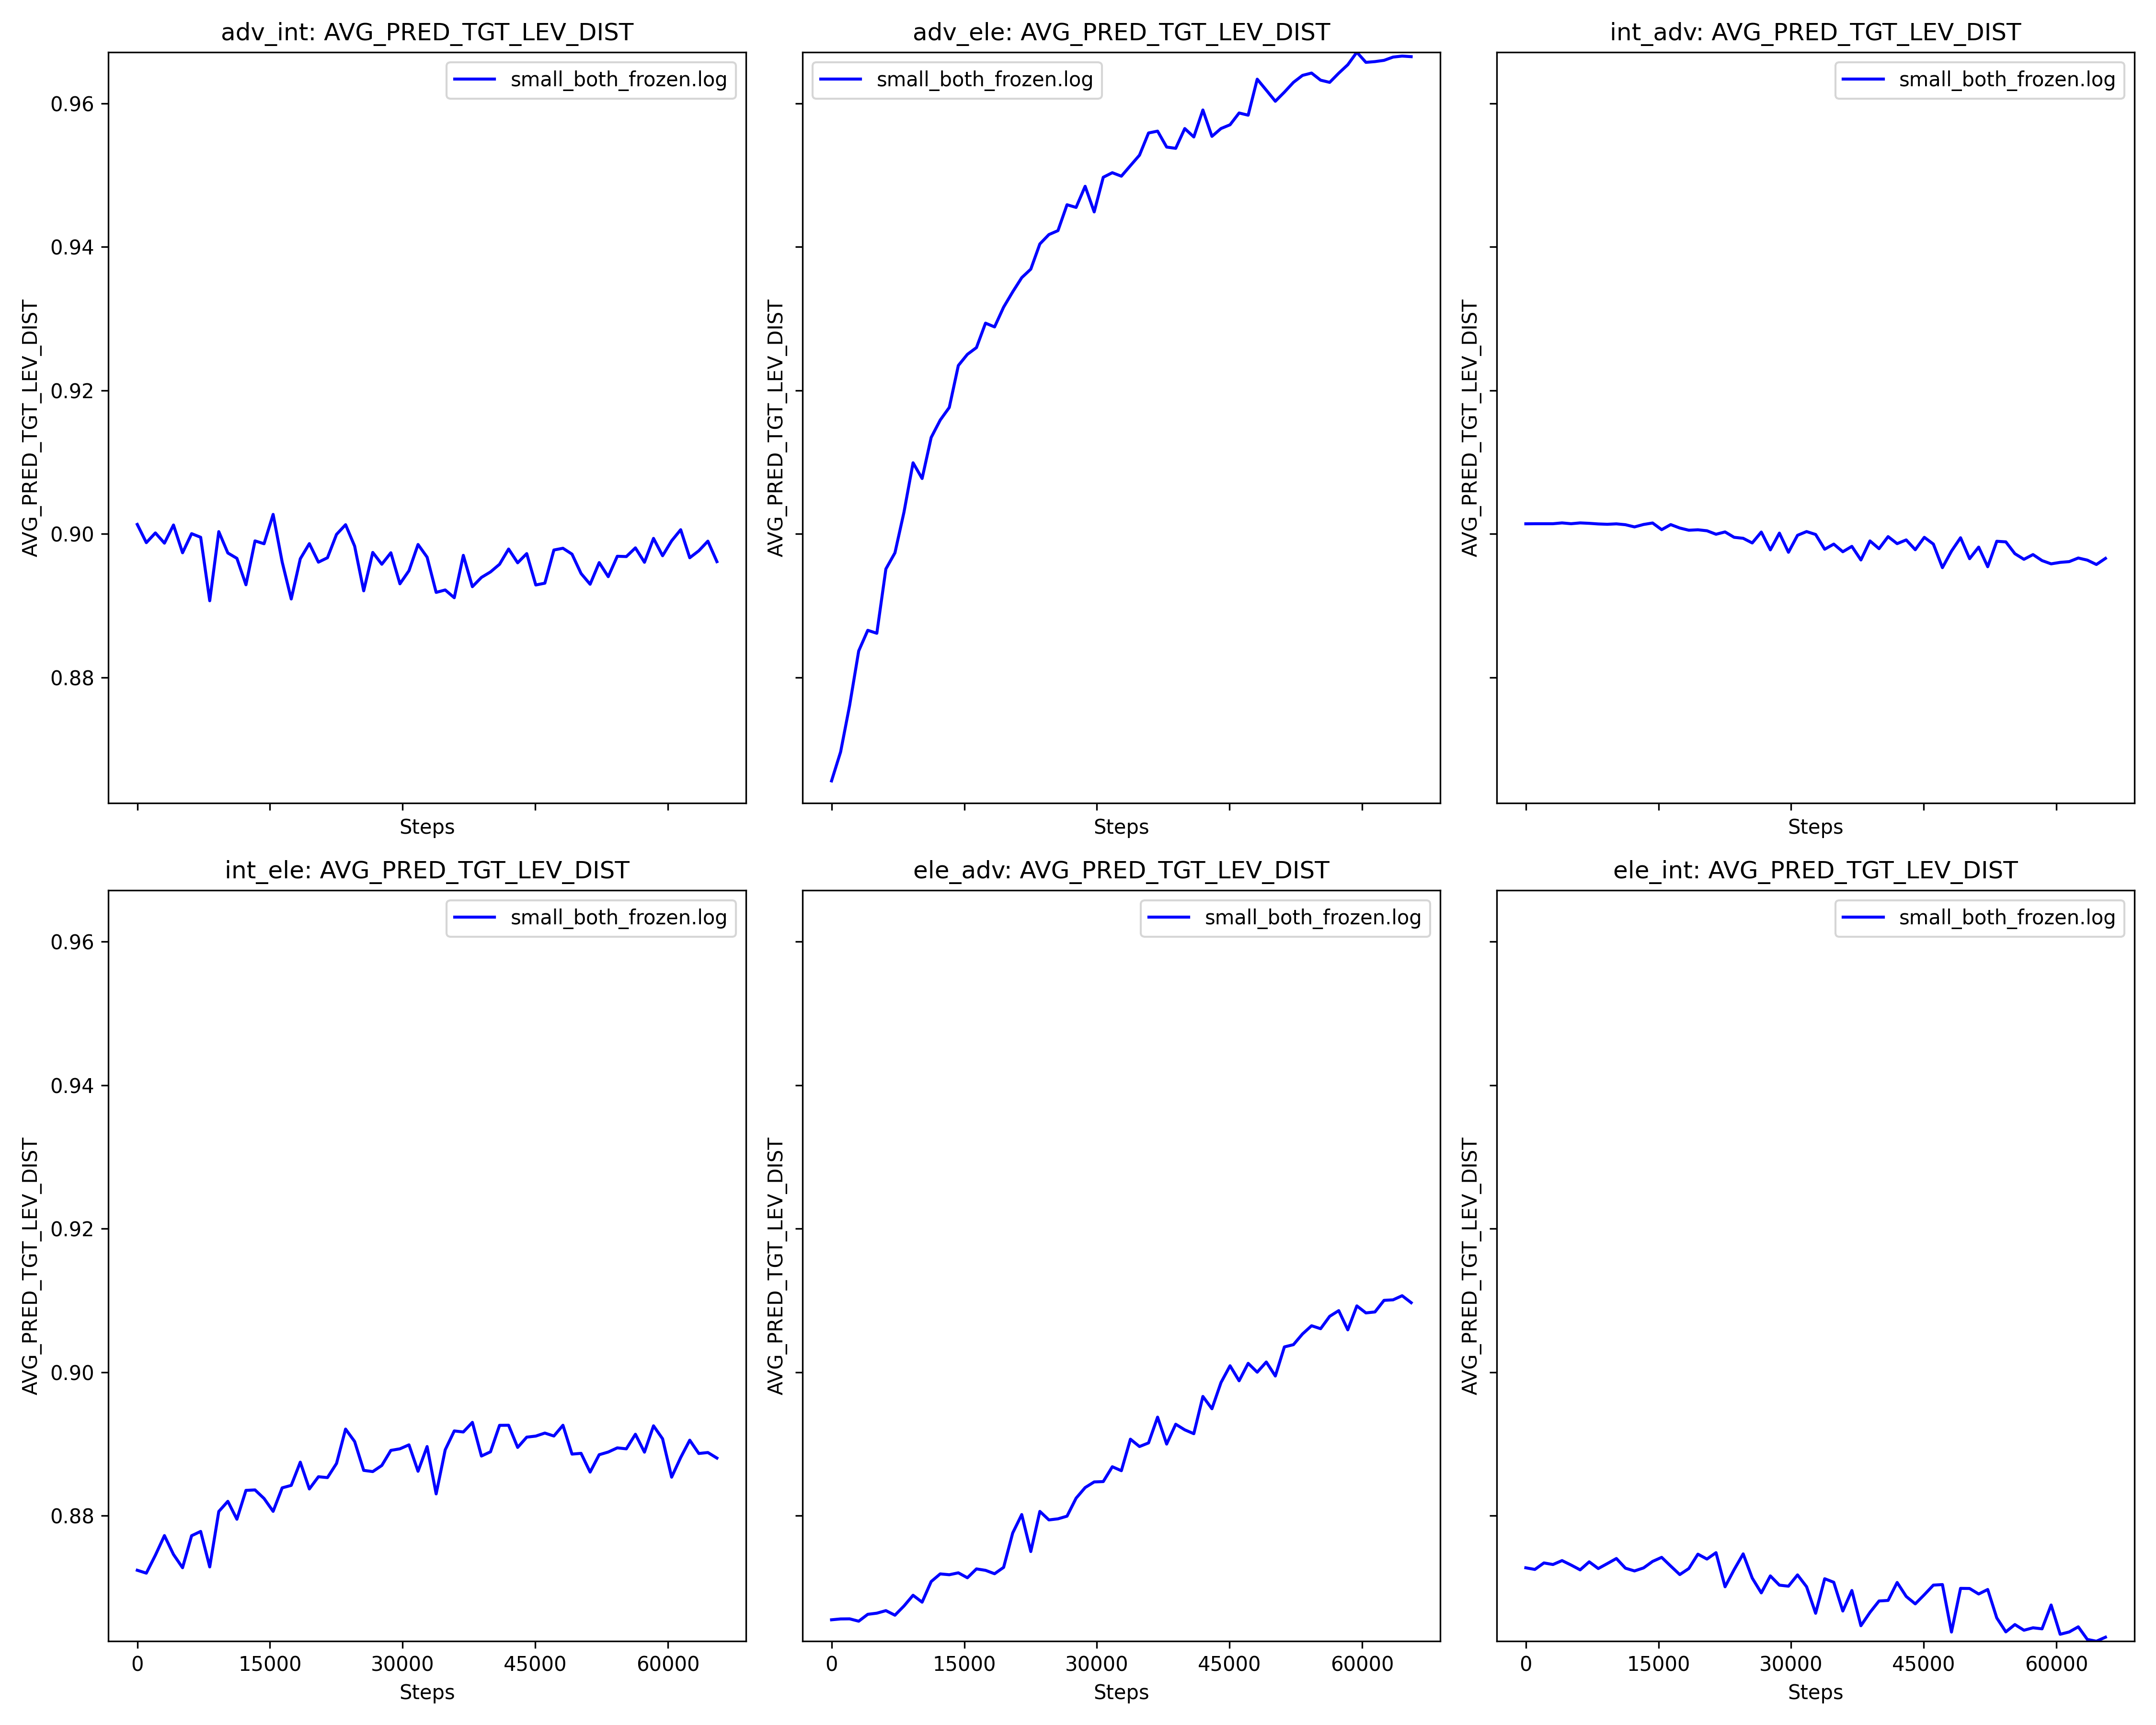 adv_int: AVG_PRED_TGT_LEV_DIST
small_both_frozen.log
AVG_PRED_TGT_LEV_DIST
0.96
0.94
0.92
0.90
0.88
Steps
adv_ele: AVG_PRED_TGT_LEV_DIST
small_both_frozen.log
AVG_PRED_TGT_LEV_DIST
Steps
int_adv: AVG_PRED_TGT_LEV_DIST
small_both_frozen.log
AVG_PRED_TGT_LEV_DIST
Steps
int_ele: AVG_PRED_TGT_LEV_DIST
small_both_frozen.log
AVG_PRED_TGT_LEV_DIST
0.96
0.94
0.92
0.90
0.88
0 15000 30000 45000 60000
Steps
ele_adv: AVG_PRED_TGT_LEV_DIST
small_both_frozen.log
AVG_PRED_TGT_LEV_DIST
0 15000 30000 45000 60000
Steps
ele_int: AVG_PRED_TGT_LEV_DIST
small_both_frozen.log
AVG_PRED_TGT_LEV_DIST
0 15000 30000 45000 60000
Steps